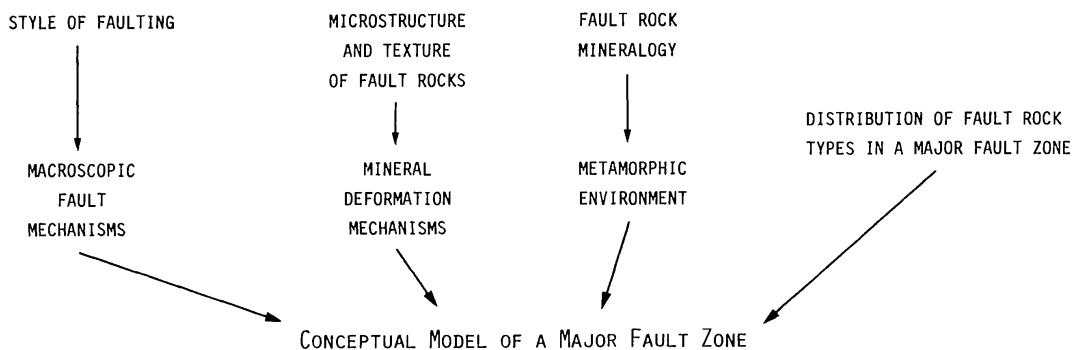 STYLE OF FAULTING
MICROSTRUCTURE
AND TEXTURE
OF FAULT ROCKS
FAULT ROCK
MINERALOGY
DISTRIBUTION OF FAULT ROCK
TYPES IN A MAJOR FAULT ZONE
MACROSCOPIC
FAULT
MECHANISMS
MINERAL
DEFORMATION
MECHANISMS
METAMORPHIC
ENVIRONMENT
CONCEPTUAL MODEL OF A MAJOR FAULT ZONE